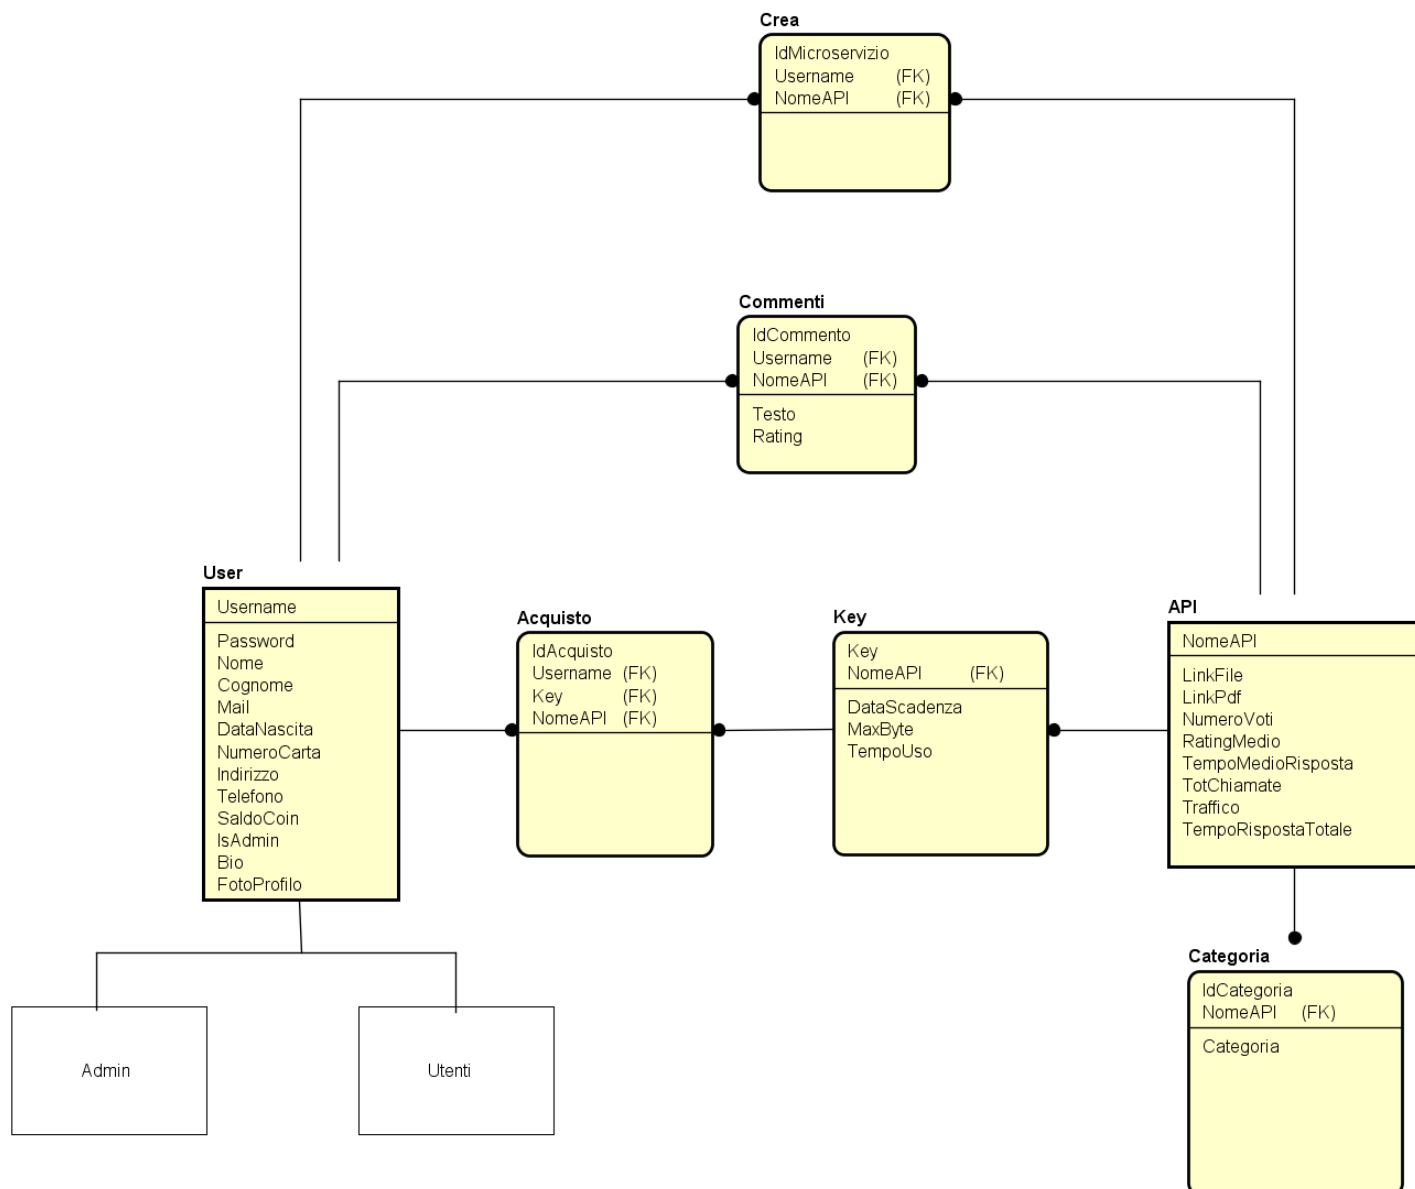 Crea
IdMicroservizio
Username (FK)
NomeAPI (FK)
Commenti
IdCommento
Username (FK)
NomeAPI (FK)
Testo
Rating
User
Username
Password
Nome
Cognome
Mail
DataNascita
NumeroCarta
Indirizzo
Telefono
SaldoCoin
IsAdmin
Bio
FotoProfilo
Acquisto
IdAcquisto
Username (FK)
Key (FK)
NomeAPI (FK)
Key
Key
NomeAPI (FK)
DataScadenza
MaxByte
TempoUso
API
NomeAPI
LinkFile
LinkPdf
NumeroVoti
RatingMedio
TempoMedioRisposta
TotChiamate
Traffico
TempoRispostaTotale
Categoria
IdCategoria
NomeAPI (FK)
Categoria
Admin
Utenti